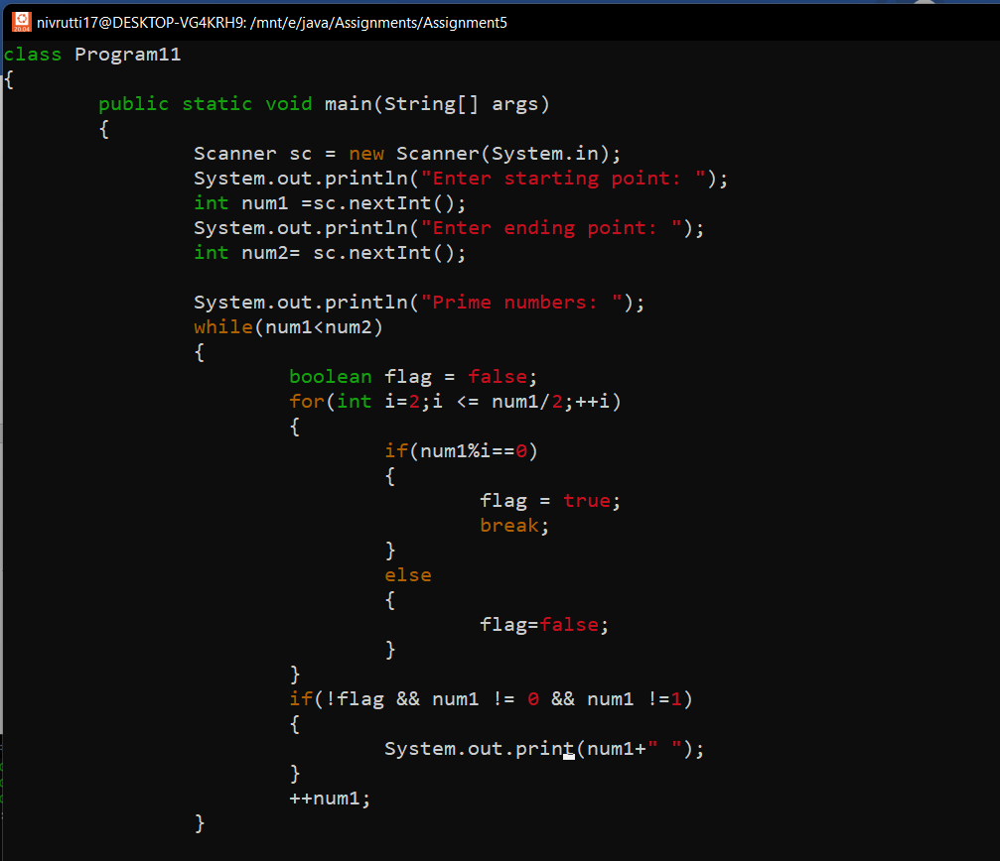 20.04 nivrutti17@DESKTOP-VG4KRH9: /mnt/e/java/Assignments/Assignment5
class Program11
{
        public static void main(String[] args)
        {
                Scanner sc = new Scanner(System.in);
                System.out.println("Enter starting point: ");
                int num1 =sc.nextInt();
                System.out.println("Enter ending point: ");
                int num2= sc.nextInt();

                System.out.println("Prime numbers: ");
                while(num1<num2)
                {
                        boolean flag = false;
                        for(int i=2;i <= num1/2;++i)
                        {
                                if(num1%i==0)
                                {
                                        flag = true;
                                        break;
                                }
                                else
                                {
                                        flag=false;
                                }
                        }
                        if(!flag && num1 != 0 && num1 !=1)
                        {
                                System.out.print(num1+" ");
                        }
                        ++num1;
                }